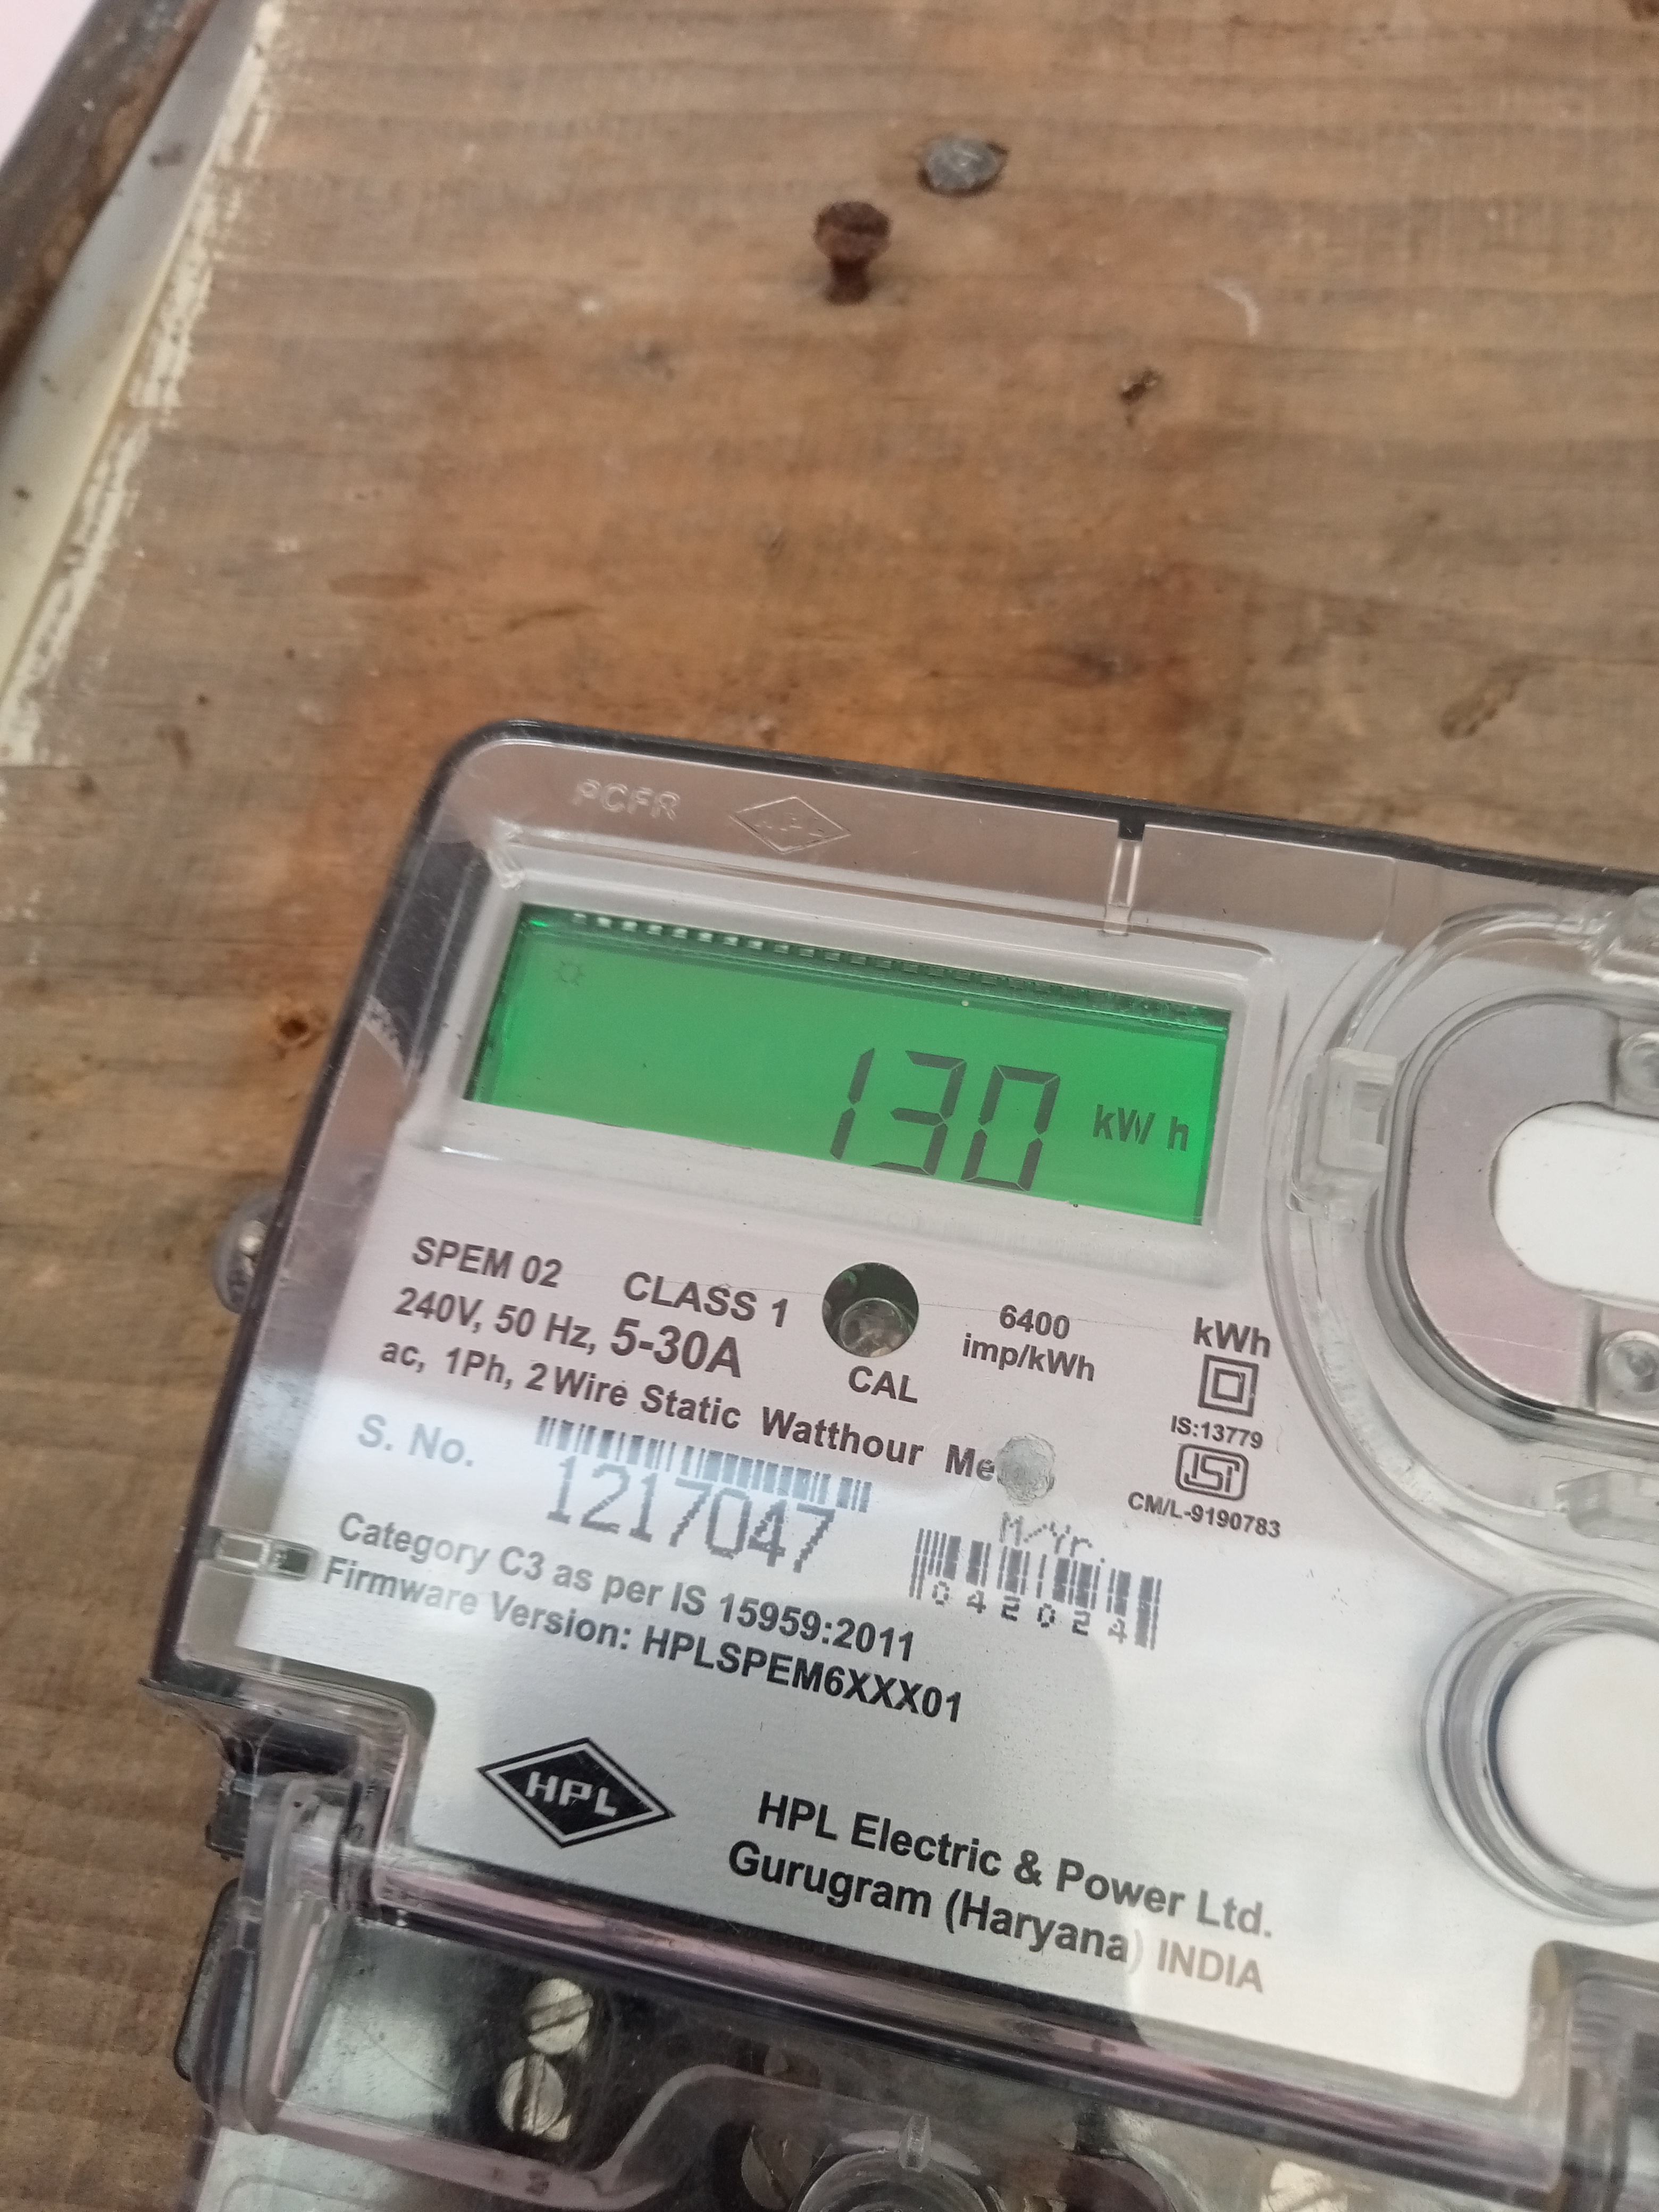 PCFR
130 kWh
SPEM 02 CLASS 1
240V, 50 Hz, 5-30A
ac, 1Ph, 2 Wire Static Watthour Me
CAL
6400
imp/kWh
kWh
IS:13779
ISI
CM/L-9190783
S. No.
1217047
M/Yr.
042024
Category C3 as per IS 15959:2011
Firmware Version: HPLSPEM6XXX01
HPL
HPL Electric & Power Ltd.
Gurugram (Haryana) INDIA